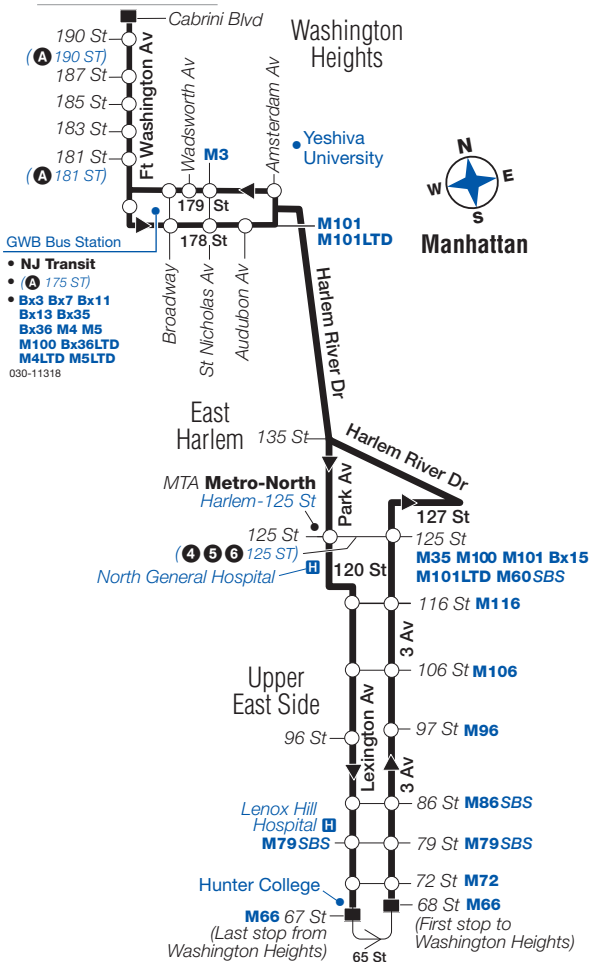 Cabrini Blvd
Washington
Heights
190 St
(A 190 ST)
187 St
185 St
183 St
181 St
(A 181 ST)
Ft Washington Av
Wadsworth Av
M3
Amsterdam Av
Yeshiva
University
N
W E
S
Manhattan
179 St
178 St
M101
M101LTD
GWB Bus Station
• NJ Transit
• (A 175 ST)
• Bx3 Bx7 Bx11
Bx13 Bx35
Bx36 M4 M5
M100 Bx36LTD
M4LTD M5LTD
030-11318
Broadway
St Nicholas Av
Audubon Av
Harlem River Dr
East
Harlem
135 St
Harlem River Dr
MTA Metro-North
Harlem-125 St
Park Av
127 St
125 St
(4 5 6 125 ST)
125 St
M35 M100 M101 Bx15
M101LTD M60SBS
North General Hospital H
120 St
116 St M116
3 Av
106 St M106
Upper
East Side
96 St
Lexington Av
97 St M96
3 Av
86 St M86SBS
Lenox Hill
Hospital H
M79SBS
79 St M79SBS
72 St M72
Hunter College
M66 67 St
(Last stop from
Washington Heights)
68 St M66
(First stop to
Washington Heights)
65 St